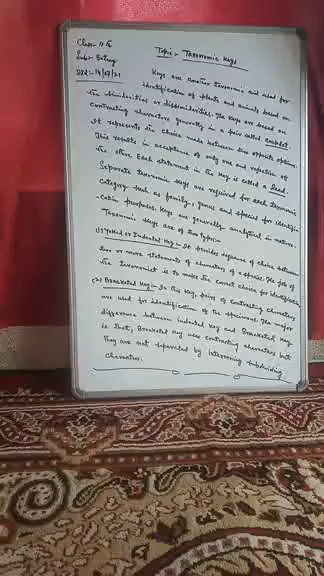 Class- 11 G
Topic:- Taxonomic Keys
Sub:- Botany
Dtd:- 14/07/21
Keys are another taxonomic aid used for
identification of plants and animals based on
the similarities or dissimilarities. The keys are based on
contrasting characters generally in a pair called couplet.
It represents the choice made between two opposite options.
This results in acceptance of only one and rejection of
the other. Each statement in the key is called a lead.
Separate taxonomic keys are required for each taxonomic
category such as family, genus and species for identifi-
-cation purposes. Keys are generally analytical in nature.
Taxonomic Keys are of two types:-
(1) Yoked or Indented Key:- It provides sequence of choice between
two or more statements of characters of species. The job of
the taxonomist is to make the correct choice for identification
(2) Bracketed Key:- In this key, pairs of contrasting characters
are used for identification of the specimen. The major
difference between indented key and Bracketed key
is that, Bracketed key uses contrasting characters but
they are not separated by intervening subdividing
characters.